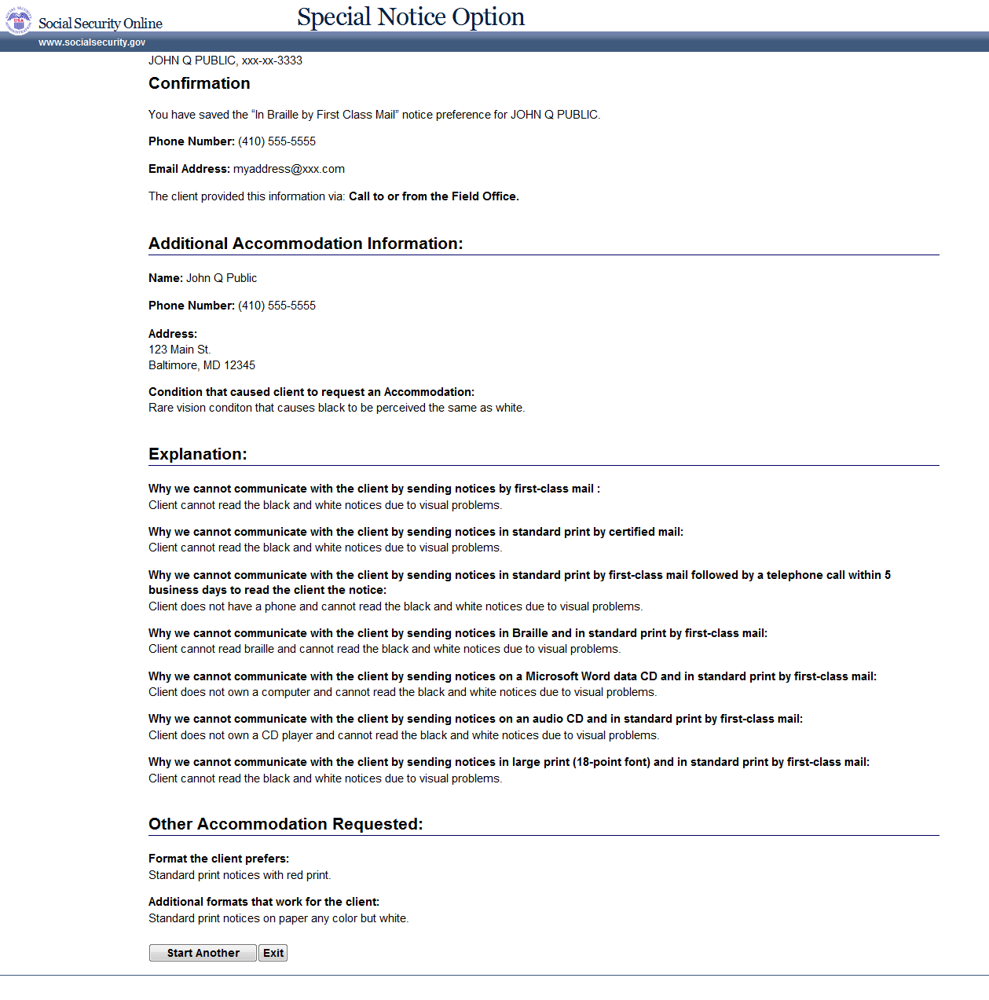 Social Security Online
Special Notice Option
www.socialsecurity.gov
JOHN Q PUBLIC, xxx-xx-3333
Confirmation
You have saved the “In Braille by First Class Mail” notice preference for JOHN Q PUBLIC.
Phone Number: (410) 555-5555
Email Address: myaddress@xxx.com
The client provided this information via: Call to or from the Field Office.
Additional Accommodation Information:
Name: John Q Public
Phone Number: (410) 555-5555
Address:
123 Main St.
Baltimore, MD 12345
Condition that caused client to request an Accommodation:
Rare vision conditon that causes black to be perceived the same as white.
Explanation:
Why we cannot communicate with the client by sending notices by first-class mail :
Client cannot read the black and white notices due to visual problems.
Why we cannot communicate with the client by sending notices in standard print by certified mail:
Client cannot read the black and white notices due to visual problems.
Why we cannot communicate with the client by sending notices in standard print by first-class mail followed by a telephone call within 5
business days to read the client the notice:
Client does not have a phone and cannot read the black and white notices due to visual problems.
Why we cannot communicate with the client by sending notices in Braille and in standard print by first-class mail:
Client cannot read braille and cannot read the black and white notices due to visual problems.
Why we cannot communicate with the client by sending notices on a Microsoft Word data CD and in standard print by first-class mail:
Client does not own a computer and cannot read the black and white notices due to visual problems.
Why we cannot communicate with the client by sending notices on an audio CD and in standard print by first-class mail:
Client does not own a CD player and cannot read the black and white notices due to visual problems.
Why we cannot communicate with the client by sending notices in large print (18-point font) and in standard print by first-class mail:
Client cannot read the black and white notices due to visual problems.
Other Accommodation Requested:
Format the client prefers:
Standard print notices with red print.
Additional formats that work for the client:
Standard print notices on paper any color but white.
Start Another
Exit